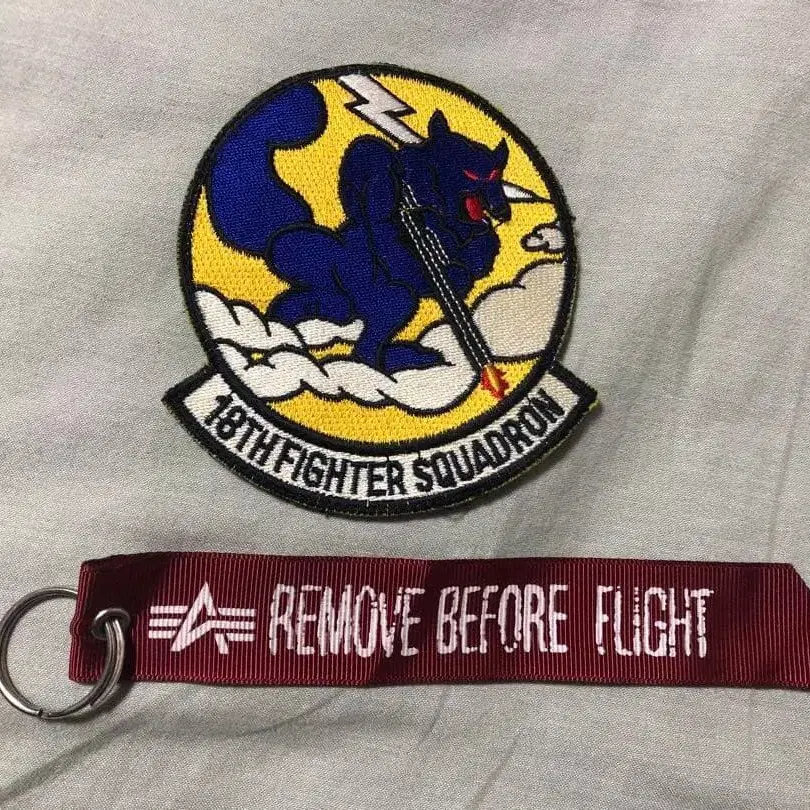 18TH FIGHTER SQUADRON
REMOVE BEFORE FLIGHT